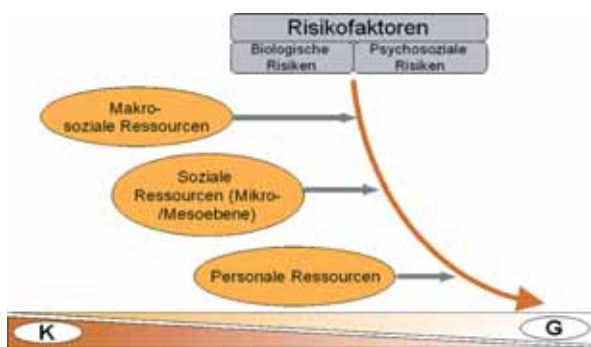 Risikofaktoren
Biologische Risiken
Psychosoziale Risiken
Makro-
soziale Ressourcen
Soziale
Ressourcen (Mikro-
/Mesoebene)
Personale Ressourcen
K
G